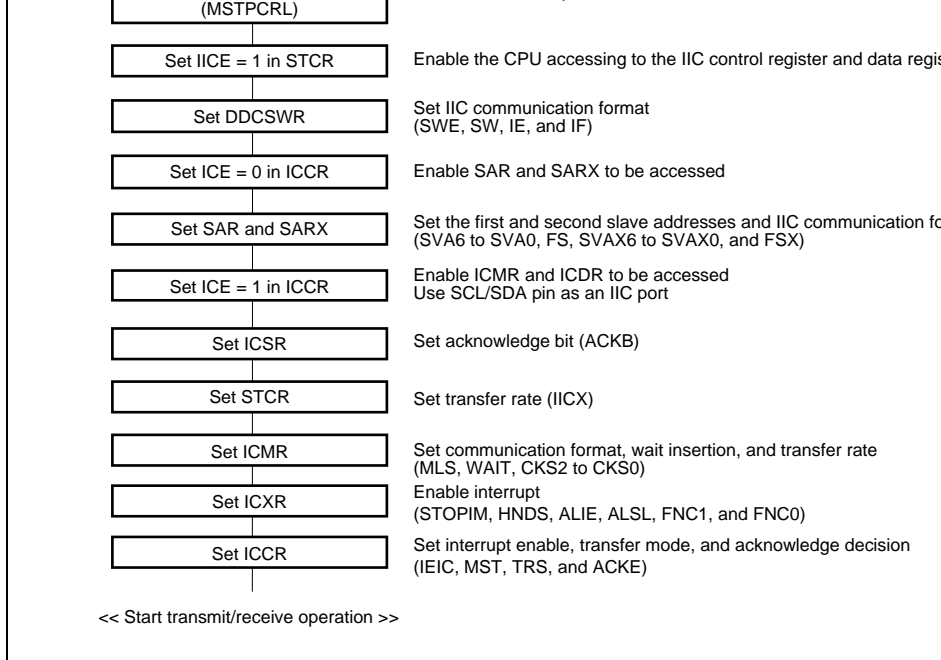 (MSTPCRL)
Set IICE = 1 in STCR
Enable the CPU accessing to the IIC control register and data
Set DDCSWR
Set IIC communication format
(SWE, SW, IE, and IF)
Set ICE = 0 in ICCR
Enable SAR and SARX to be accessed
Set SAR and SARX
Set the first and second slave addresses and IIC communication
(SVA6 to SVA0, FS, SVAX6 to SVAX0, and FSX)
Set ICE = 1 in ICCR
Enable ICMR and ICDR to be accessed
Use SCL/SDA pin as an IIC port
Set ICSR
Set acknowledge bit (ACKB)
Set STCR
Set transfer rate (IICX)
Set ICMR
Set communication format, wait insertion, and transfer rate
(MLS, WAIT, CKS2 to CKS0)
Set ICXR
Enable interrupt
(STOPIM, HNDS, ALIE, ALSL, FNC1, and FNC0)
Set ICCR
Set interrupt enable, transfer mode, and acknowledge decision
(IEIC, MST, TRS, and ACKE)
<< Start transmit/receive operation >>